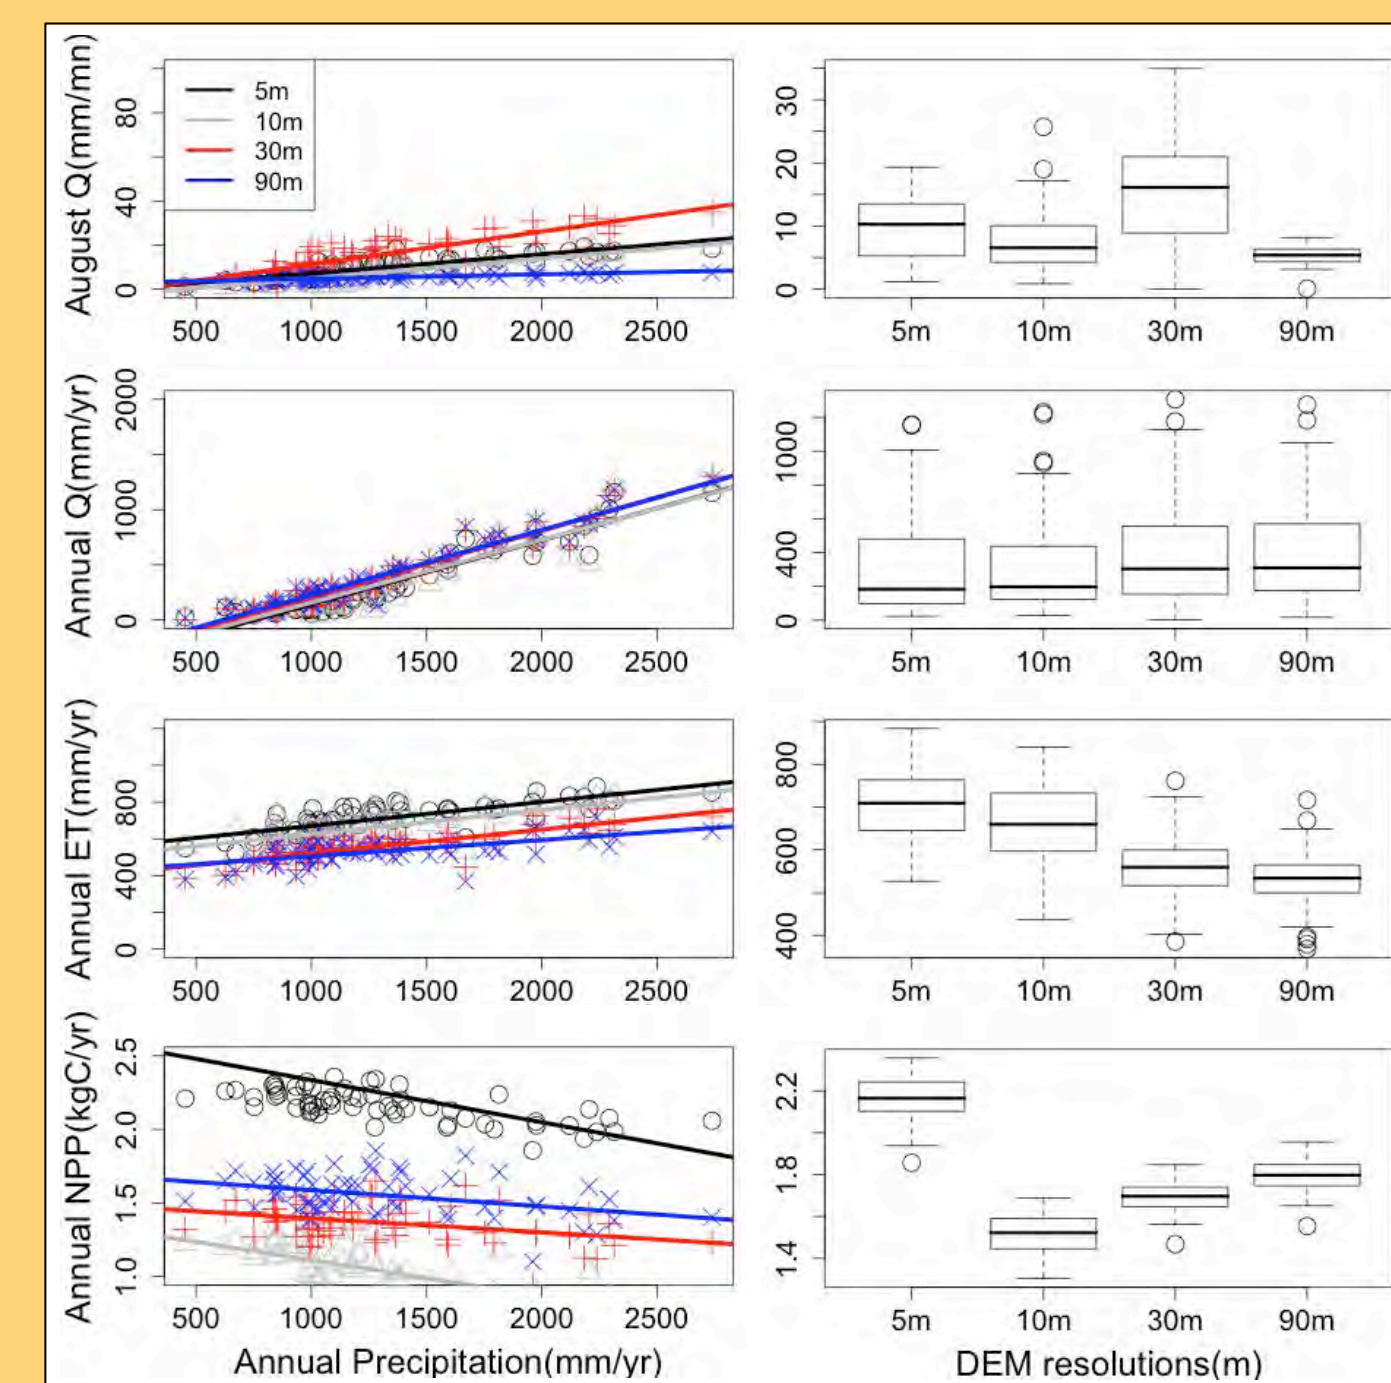 August Q(mm/mn)
0 40 80
5m
10m
30m
90m
500 1000 1500 2000 2500
0 10 20 30
5m 10m 30m 90m
Annual Q(mm/yr)
0 1000 2000
500 1000 1500 2000 2500
0 400 1000
5m 10m 30m 90m
Annual ET(mm/yr)
0 400 800
500 1000 1500 2000 2500
400 600 800
5m 10m 30m 90m
Annual NPP(kgC/yr)
1.0 1.5 2.0 2.5
500 1000 1500 2000 2500
Annual Precipitation(mm/yr)
1.4 1.8 2.2
5m 10m 30m 90m
DEM resolutions(m)